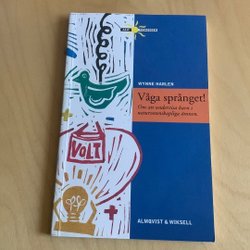 WYNNE HARLEN
Våga språnget!
Om att undervisa barn i
naturvetenskapliga ämnen.
VOLT
ALMQVIST & WIKSELL